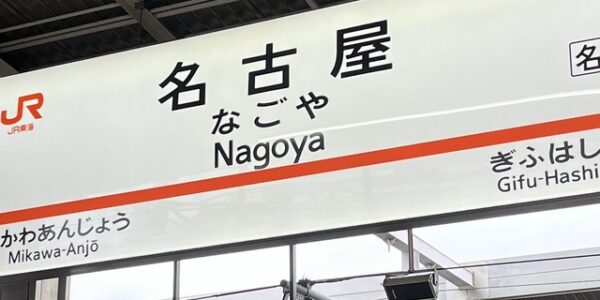 JR
JR東海
名古屋
なごや
Nagoya
名
かわあんじょう
Mikawa-Anjō
ぎふはし
Gifu-Hashi